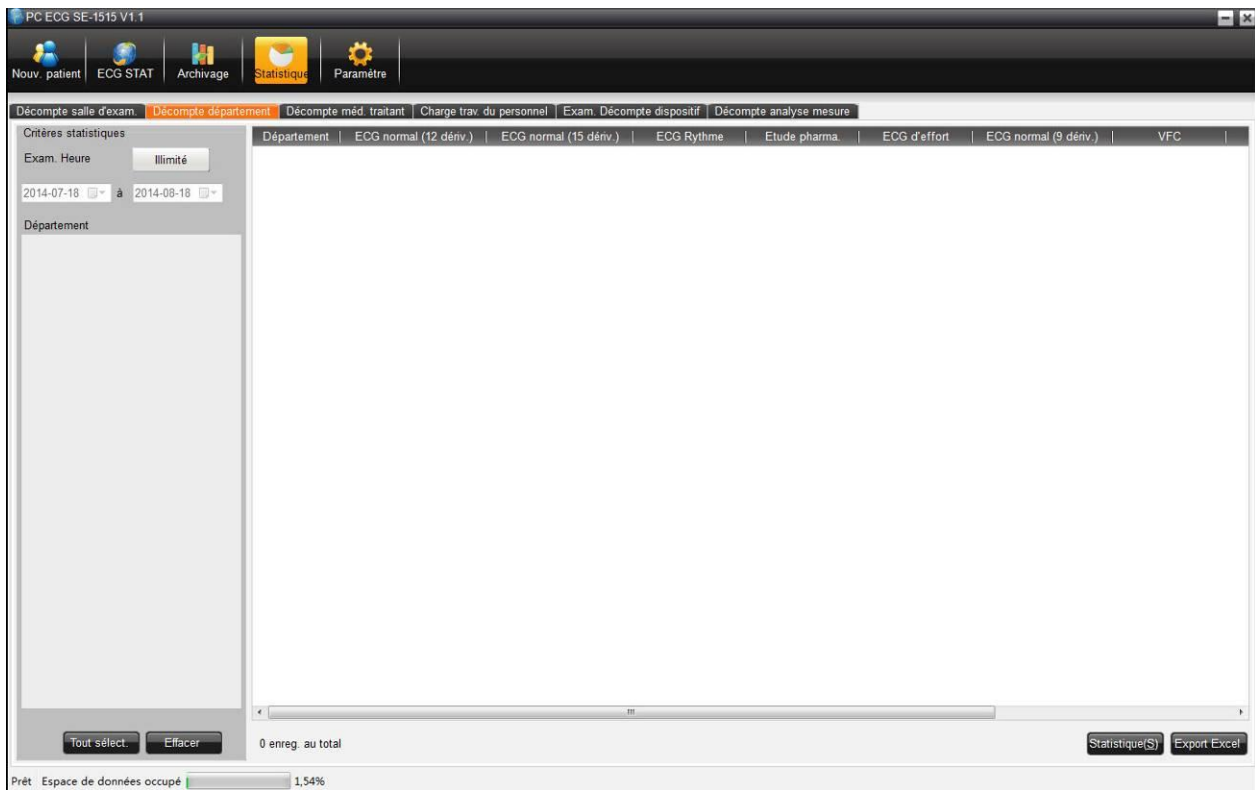 PC ECG SE-1515 V1.1
Nouv. patient ECG STAT Archivage Statistique Paramètre
Décompte salle d'exam. Décompte département Décompte méd. traitant Charge trav. du personnel Exam. Décompte dispositif Décompte analyse mesure
Critères statistiques
Département ECG normal (12 dériv.) ECG normal (15 dériv.) ECG Rythme Etude pharma. ECG d'effort ECG normal (9 dériv.) VFC
Exam. Heure Illimité
2014-07-18 à 2014-08-18
Département
Tout sélect. Effacer 0 enreg. au total Statistique(S) Export Excel
Prêt Espace de données occupé 1,54%